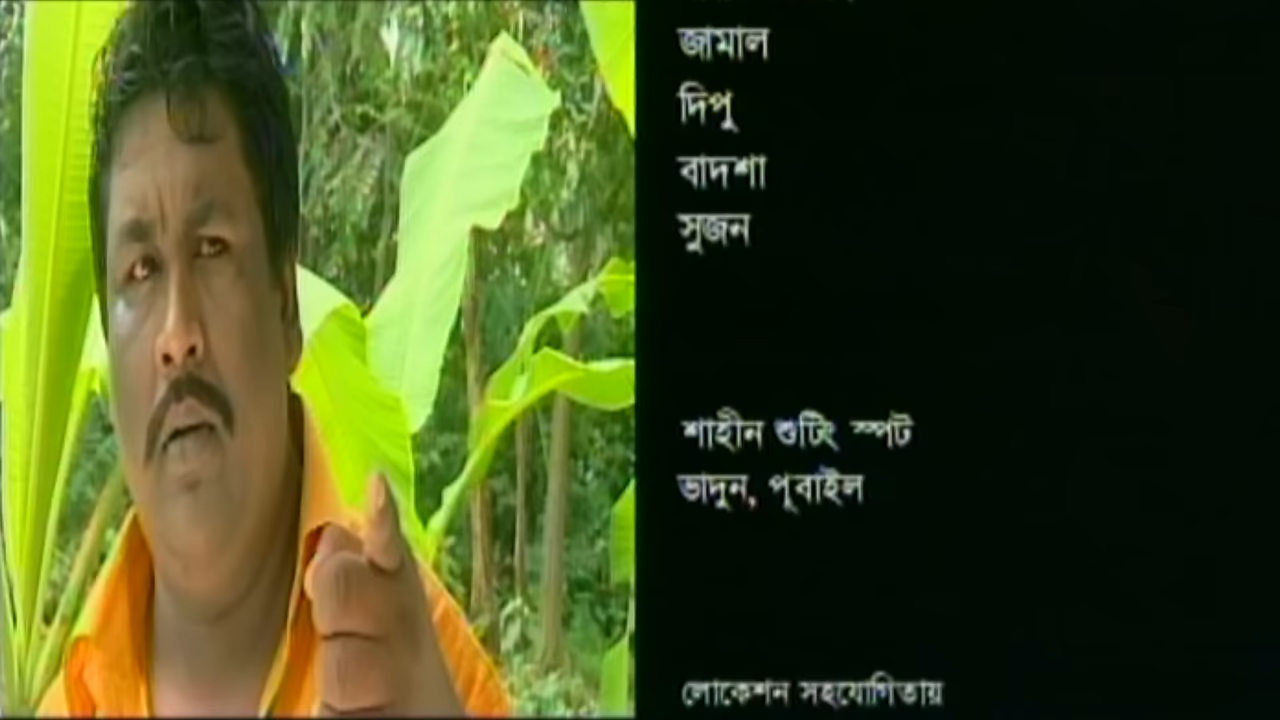 জামাল
দিপু
বাদশা
সুজন
শাহীন শুটিং স্পট
ভাদুন, পূবাইল
লোকেশন সহযোগিতায়